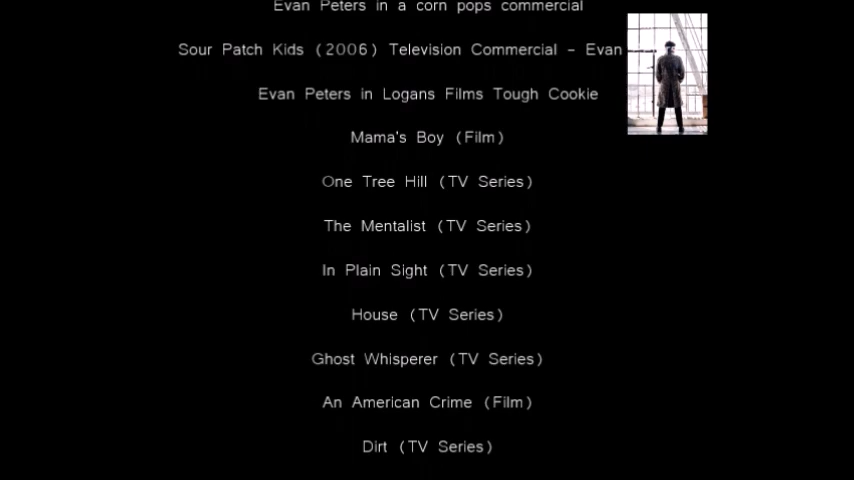 Evan Peters in a corn pops commercial
Sour Patch Kids (2006) Television Commercial - Evan
Evan Peters in Logans Films Tough Cookie
Mama's Boy (Film)
One Tree Hill (TV Series)
The Mentalist (TV Series)
In Plain Sight (TV Series)
House (TV Series)
Ghost Whisperer (TV Series)
An American Crime (Film)
Dirt (TV Series)